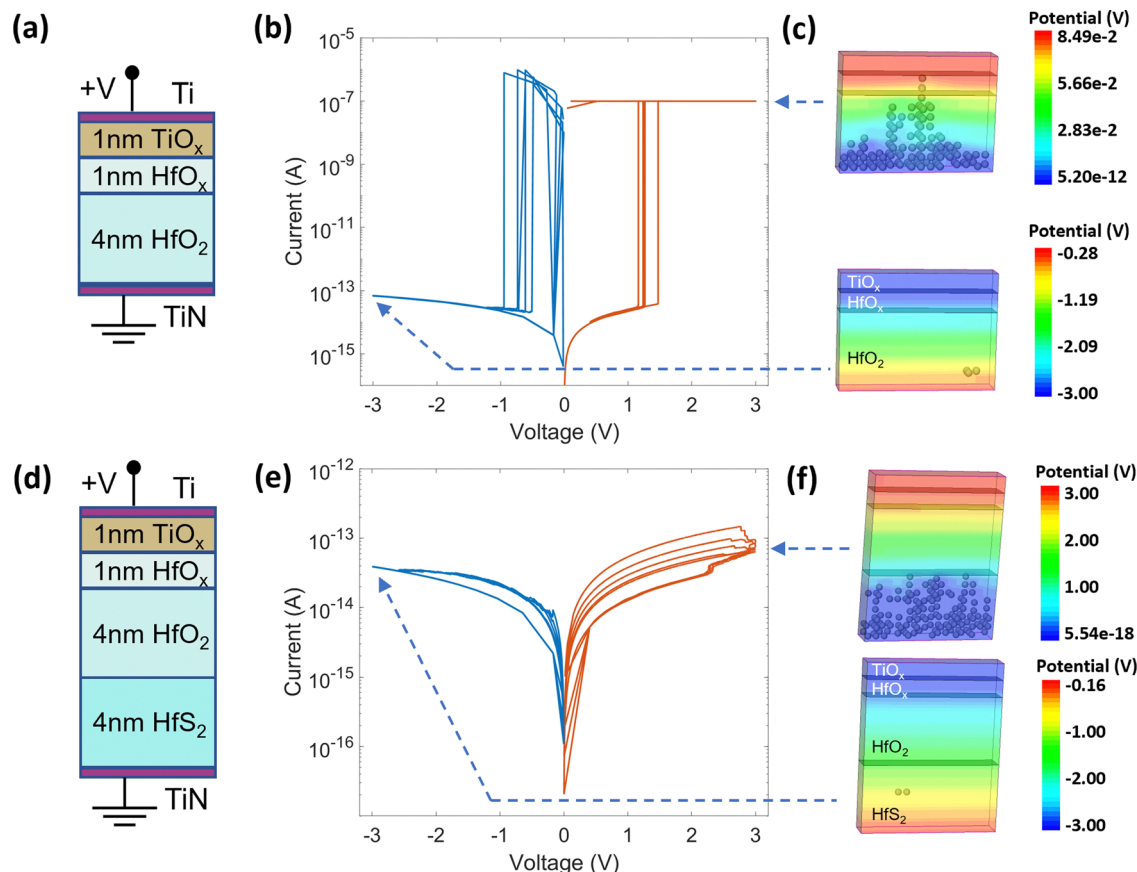 (a)
+V Ti
1nm TiOx
1nm HfOx
4nm HfO2
TiN
(b)
10-5
10-7
10-9
10-11
10-13
10-15
Current (A)
-3 -2 -1 0 1 2 3
Voltage (V)
(c)
Potential (V)
8.49e-2
5.66e-2
2.83e-2
5.20e-12
TiOx
HfOx
HfO2
Potential (V)
-0.28
-1.19
-2.09
-3.00
(d)
+V Ti
1nm TiOx
1nm HfOx
4nm HfO2
4nm HfS2
TiN
(e)
10-12
10-13
10-14
10-15
10-16
Current (A)
-3 -2 -1 0 1 2 3
Voltage (V)
(f)
Potential (V)
3.00
2.00
1.00
5.54e-18
TiOx
HfOx
HfO2
HfS2
Potential (V)
-0.16
-1.00
-2.00
-3.00